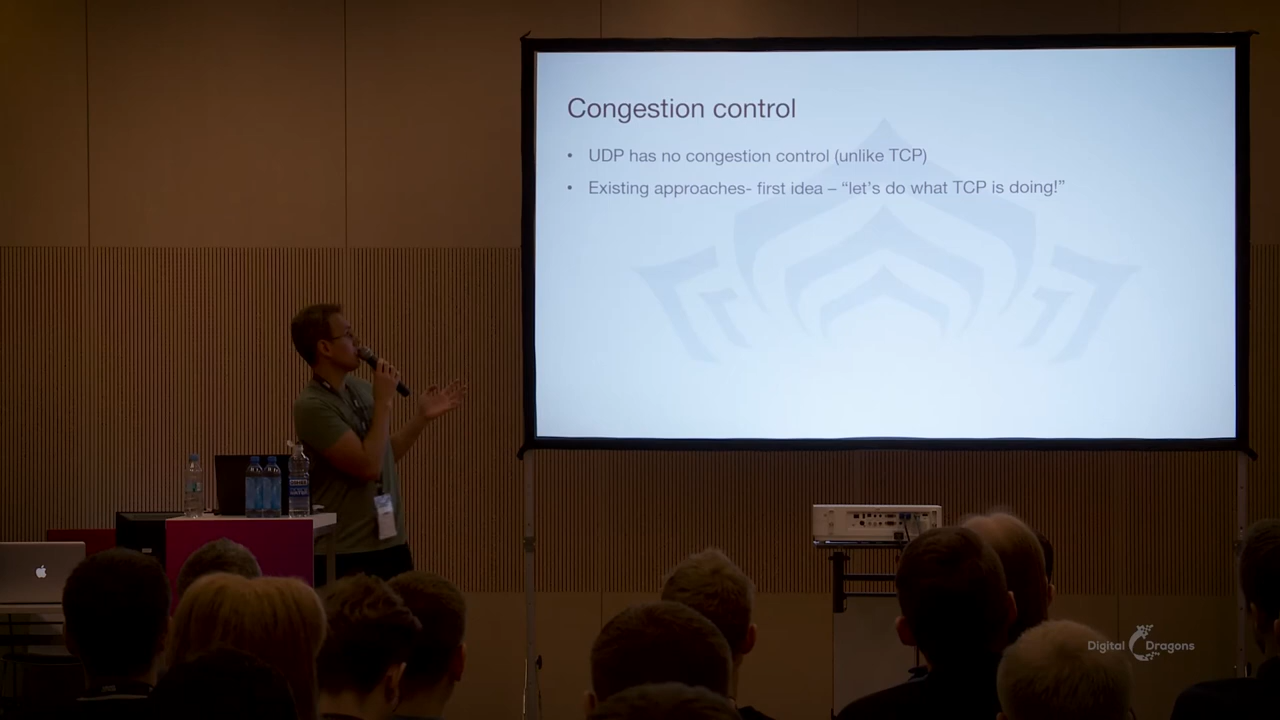 Congestion control
• UDP has no congestion control (unlike TCP)
• Existing approaches- first idea – “let’s do what TCP is doing!”
Digital Dragons